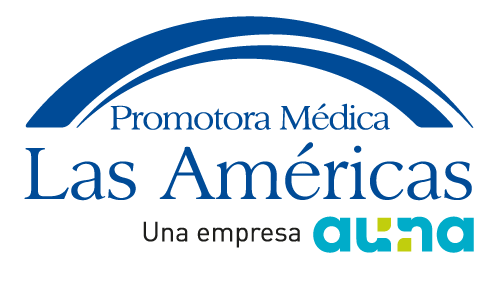 Promotora Médica
Las Américas
Una empresa auna